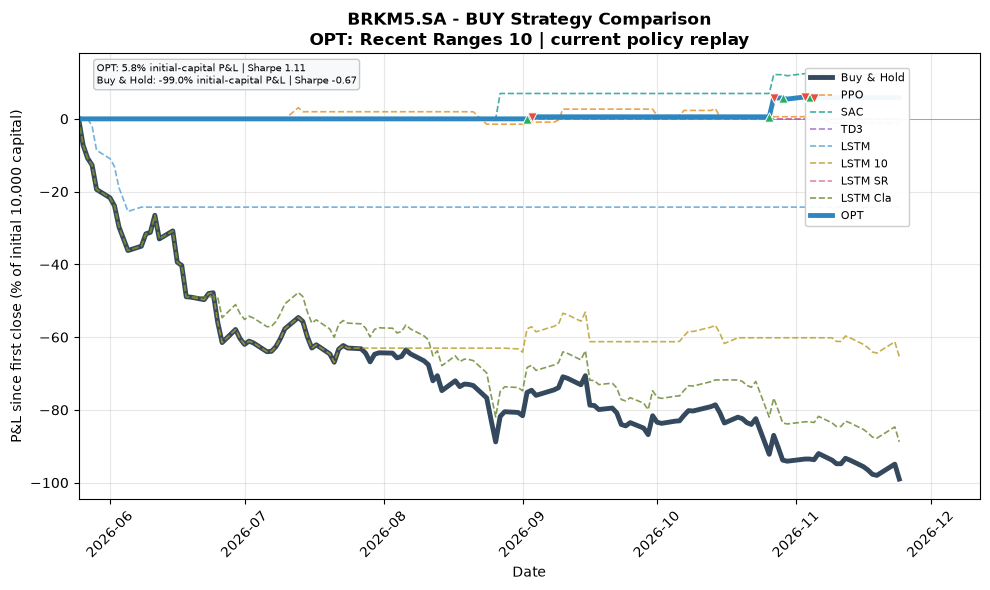 BRKM5.SA - BUY Strategy Comparison
OPT: Recent Ranges 10 | current policy replay
OPT: 5.8% initial-capital P&L | Sharpe 1.11
Buy & Hold: -99.0% initial-capital P&L | Sharpe -0.67
Buy & Hold
PPO
SAC
TD3
LSTM
LSTM 10
LSTM SR
LSTM Cla
OPT
P&L since first close (% of initial 10,000 capital)
0
−20
−40
−60
−80
−100
2026-06
2026-07
2026-08
2026-09
2026-10
2026-11
2026-12
Date